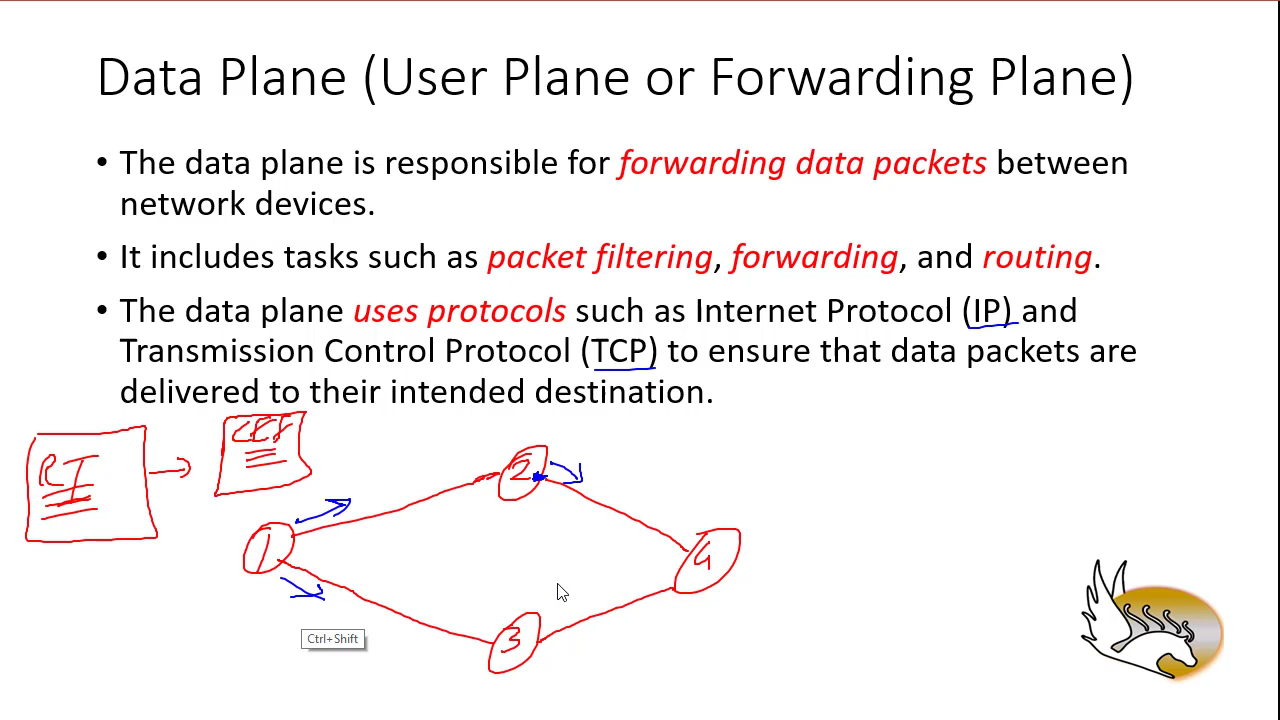 Data Plane (User Plane or Forwarding Plane)
• The data plane is responsible for forwarding data packets between
network devices.
• It includes tasks such as packet filtering, forwarding, and routing.
• The data plane uses protocols such as Internet Protocol (IP) and
Transmission Control Protocol (TCP) to ensure that data packets are
delivered to their intended destination.
CEF
RI
2
1
4
3
Ctrl+Shift